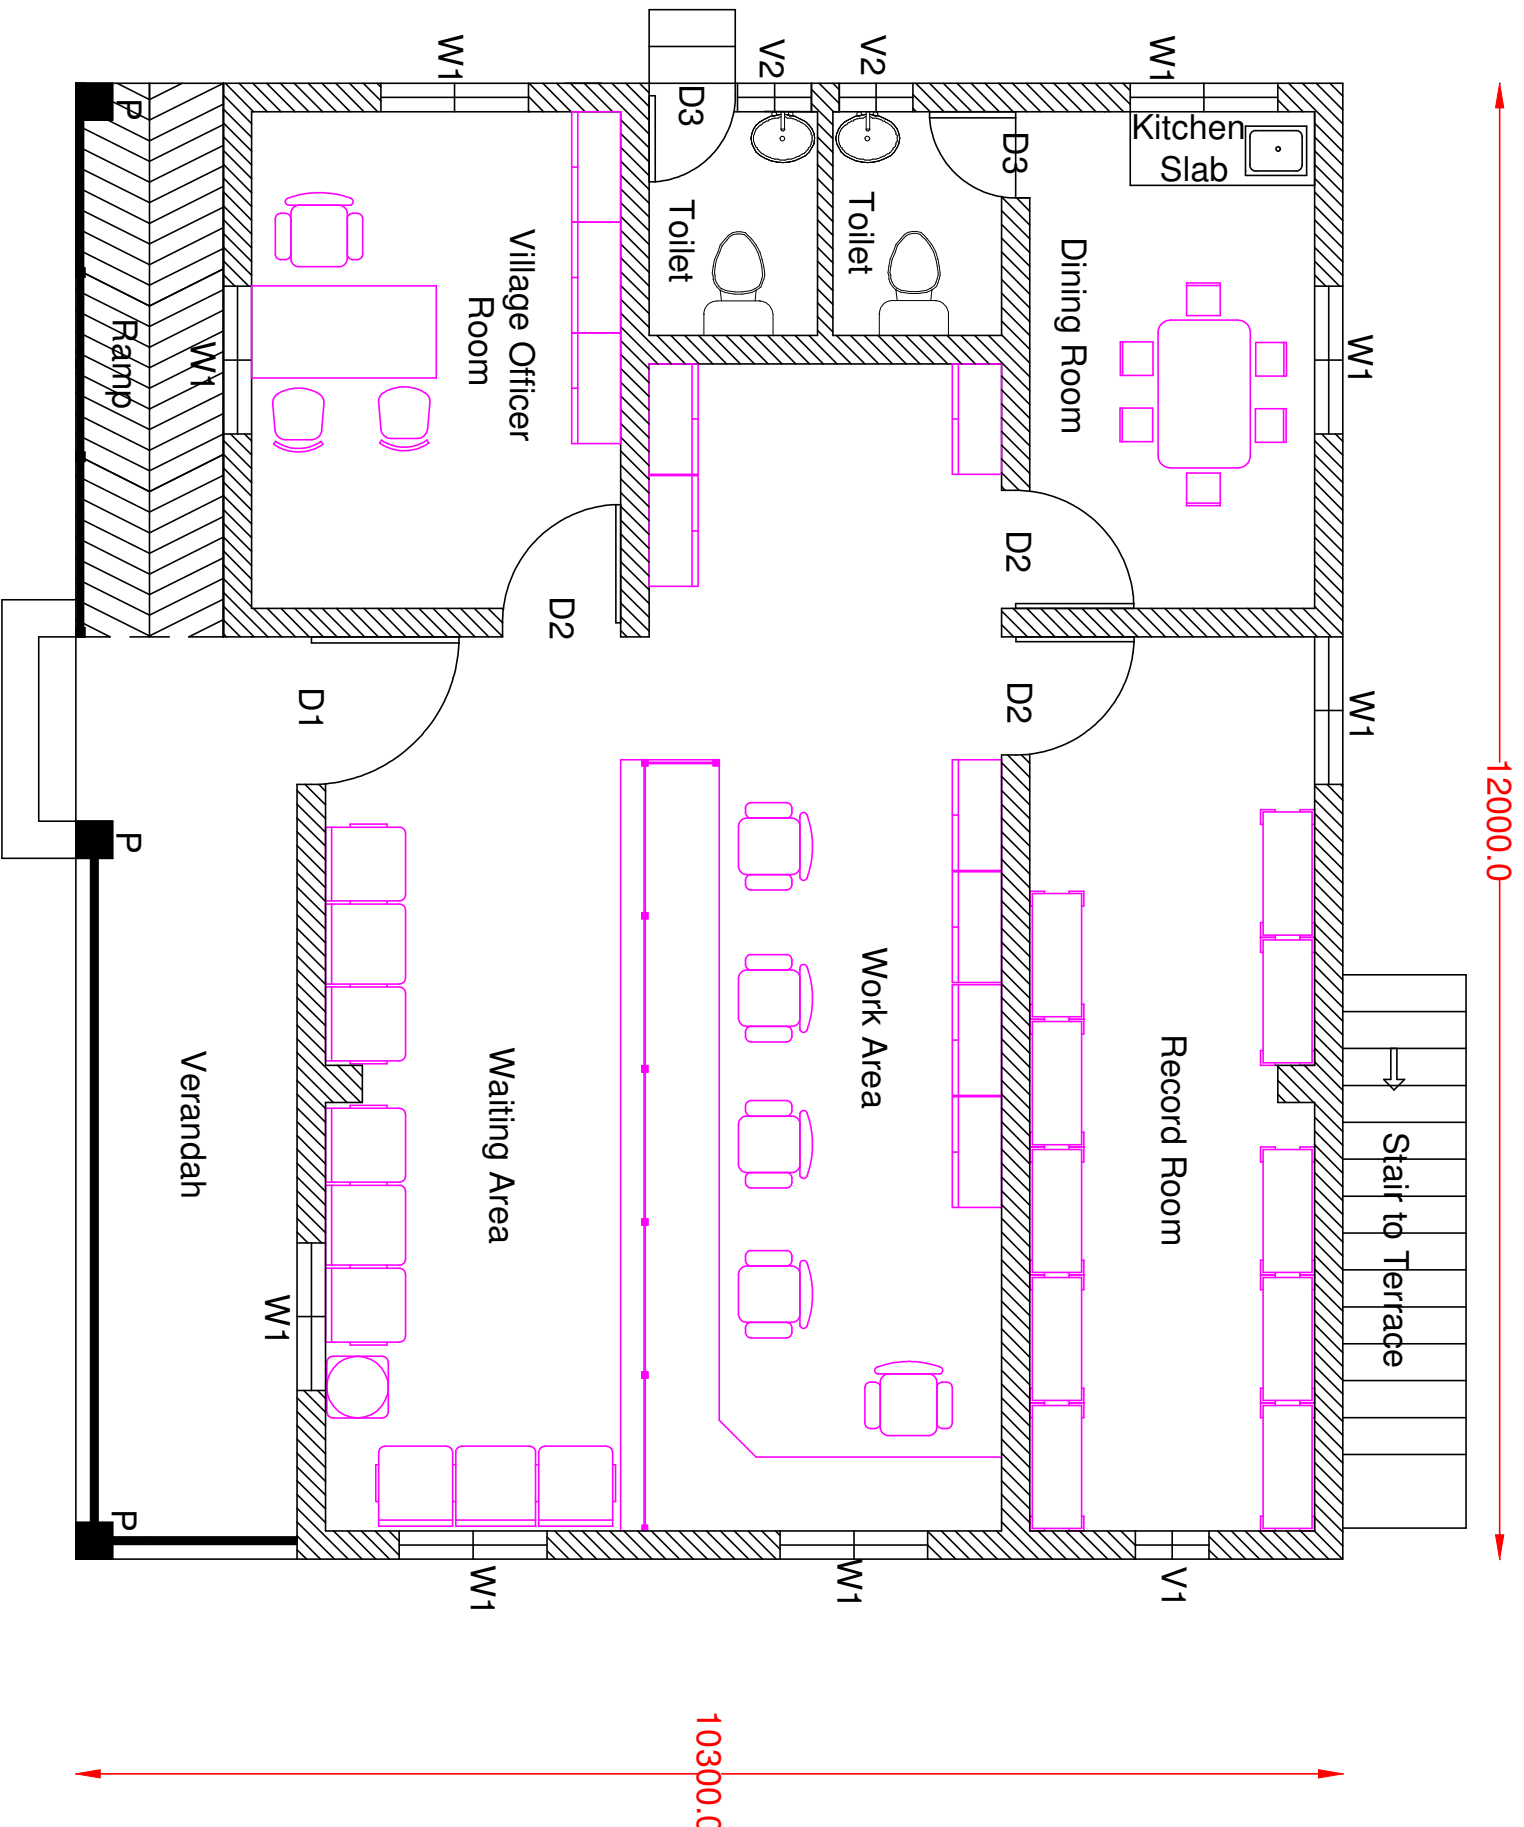 W1
V2
V2
W1
P
D3
D3
Kitchen
Slab
Toilet
Toilet
Village Officer
Room
Dining Room
Ramp
W1
W1
D2
D2
D1
D2
W1
12000.0
P
Work Area
Record Room
Waiting Area
Verandah
Stair to Terrace
W1
P
W1
W1
V1
10300.0